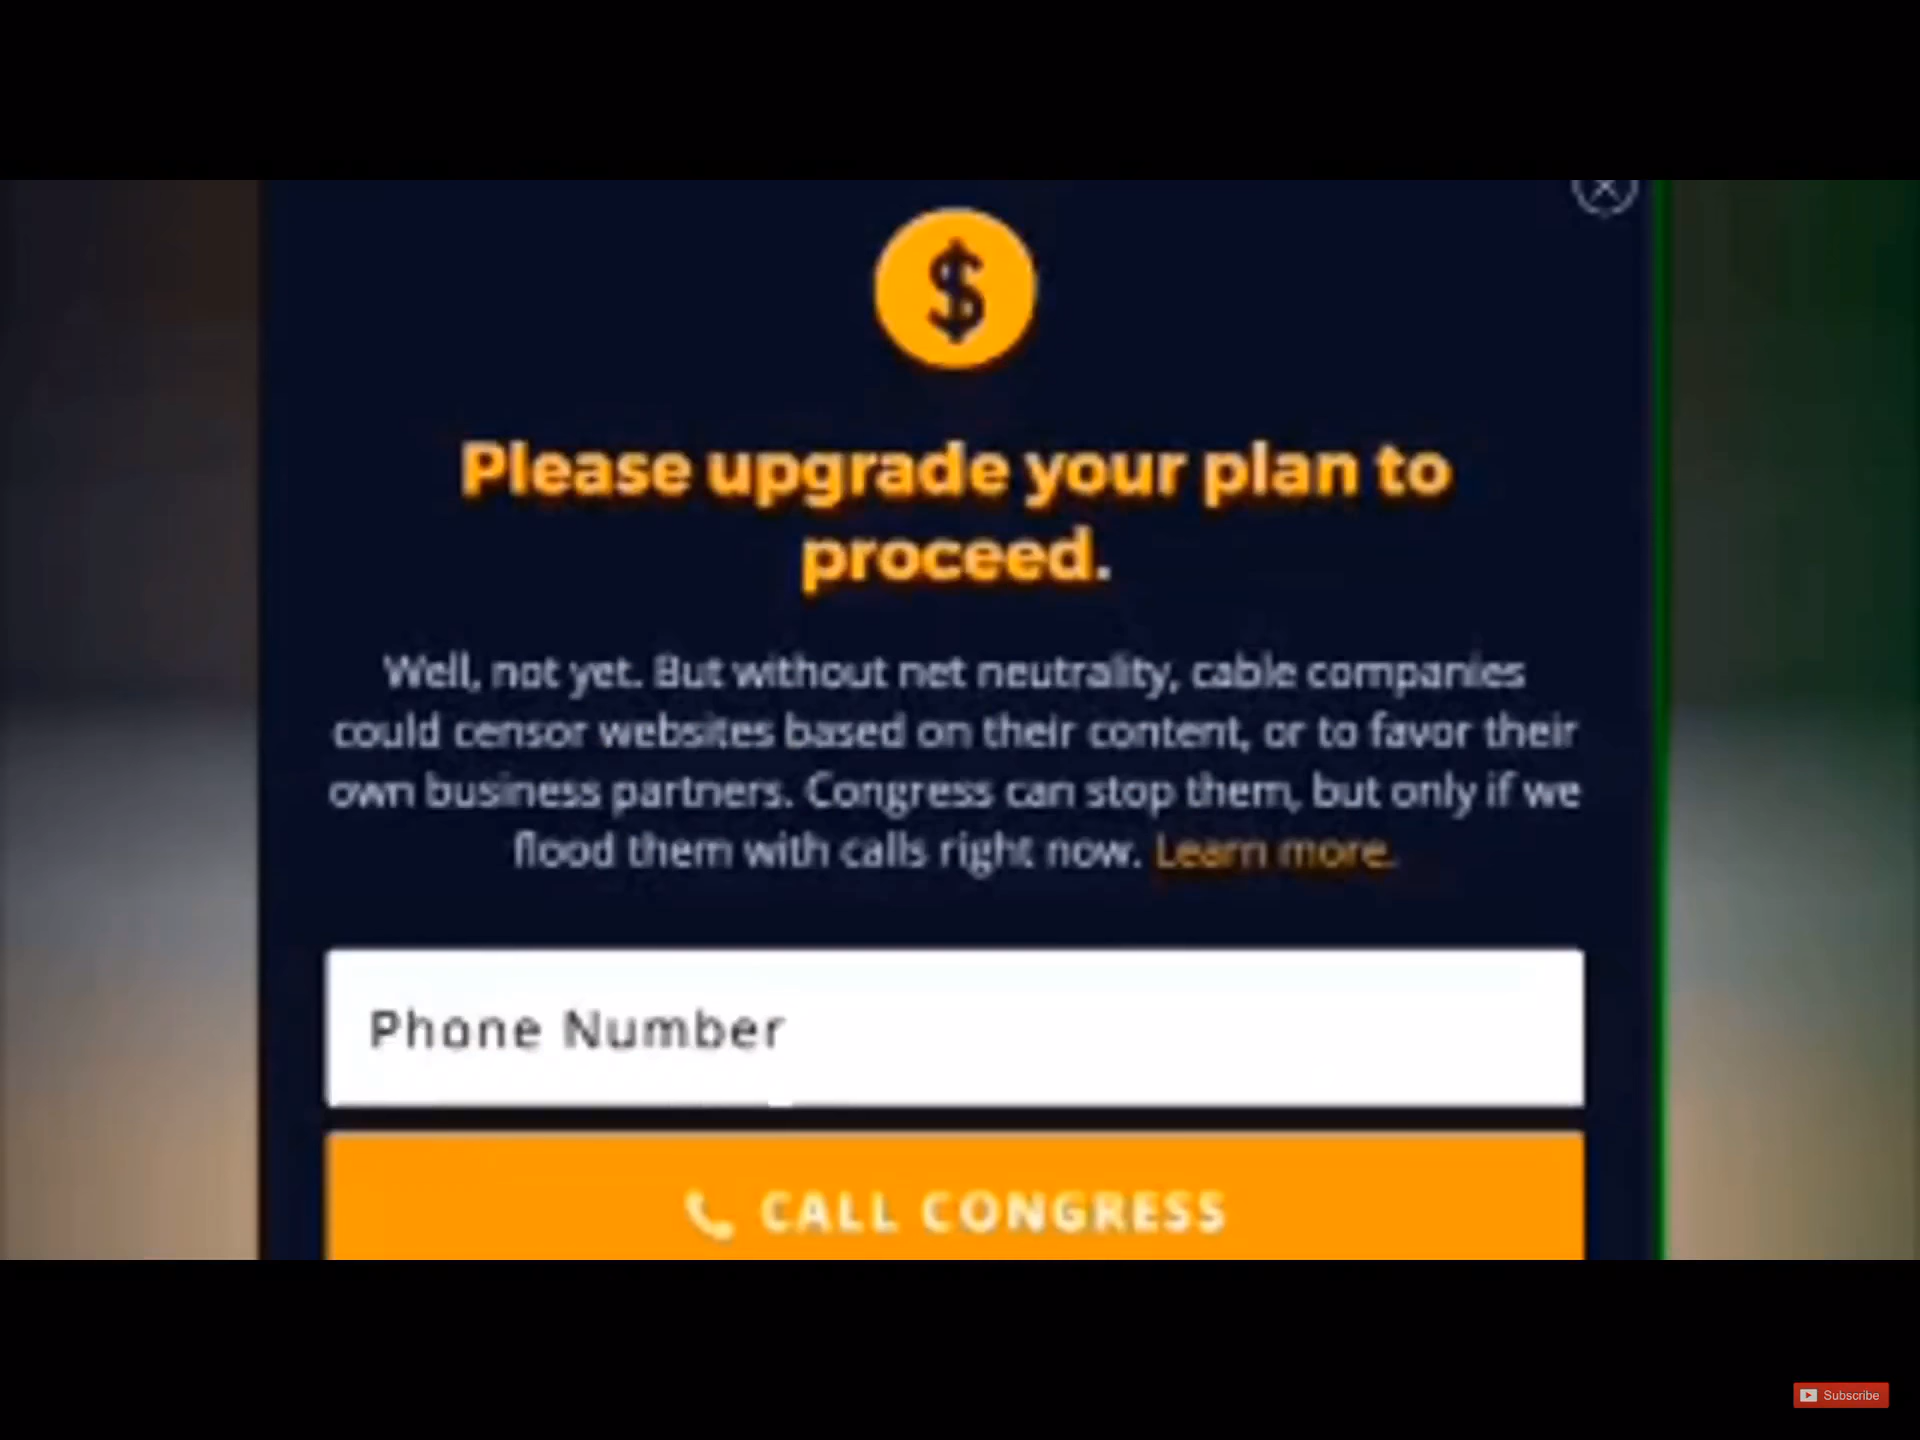 $
Please upgrade your plan to
proceed.
Well, not yet. But without net neutrality, cable companies
could censor websites based on their content, or to favor their
own business partners. Congress can stop them, but only if we
flood them with calls right now. Learn more.
Phone Number
CALL CONGRESS
Subscribe